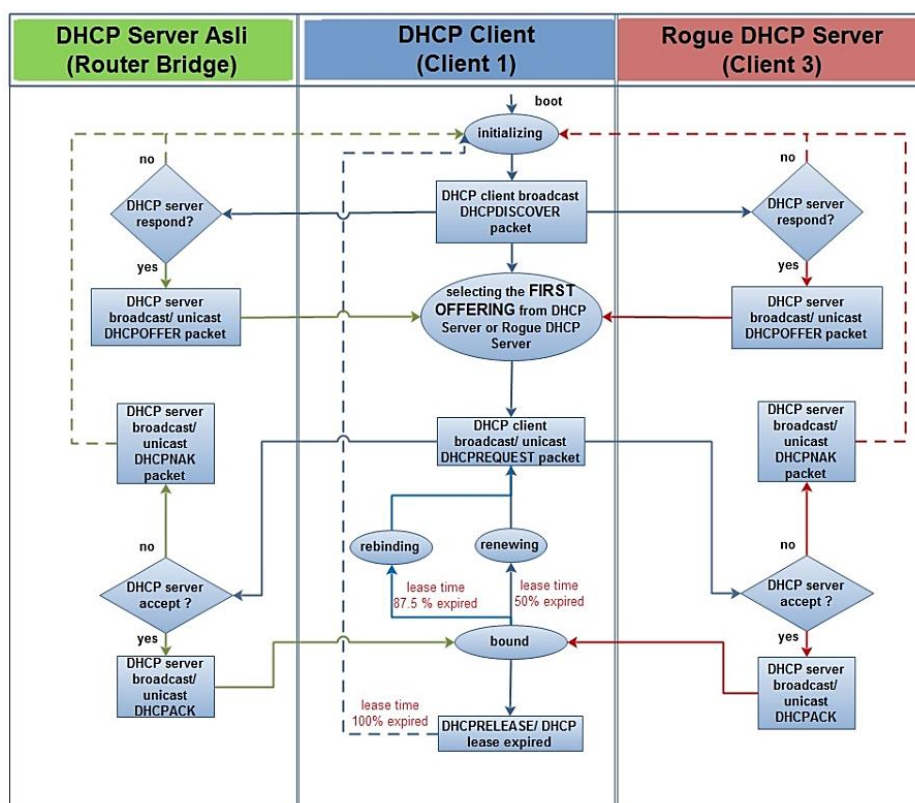 DHCP Server Asli
(Router Bridge)
DHCP Client
(Client 1)
Rogue DHCP Server
(Client 3)
boot
initializing
no
DHCP server
respond?
yes
DHCP client broadcast
DHCPDISCOVER
packet
no
DHCP server
respond?
yes
DHCP server
broadcast/ unicast
DHCPOFFER packet
selecting the FIRST
OFFERING from DHCP
Server or Rogue DHCP
Server
DHCP server
broadcast/ unicast
DHCPOFFER packet
DHCP server
broadcast/
unicast
DHCPNAK
packet
DHCP client
broadcast/ unicast
DHCPREQUEST packet
DHCP server
broadcast/
unicast
DHCPNAK
packet
no
DHCP server
accept ?
yes
rebinding
renewing
lease time
87.5 % expired
lease time
50% expired
no
DHCP server
accept ?
yes
bound
DHCP server
broadcast/
unicast
DHCPACK
lease time
100% expired
DHCPRELEASE/ DHCP
lease expired
DHCP server
broadcast/
unicast
DHCPACK